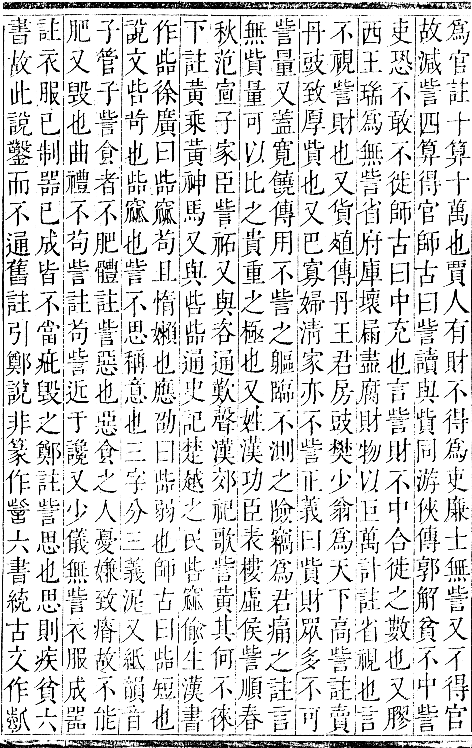 爲官註十算十萬也賈人有財不得爲吏廉士無訾又不得官
故減訾四算得官師古曰訾讀與貲同游俠傳郭解貧不中訾
吏恐不敢不徙師古曰中充也言訾財不中合徙之數也又膠
西王瑞爲無訾省府庫壞扇盡腐財物以巨萬計註省視也言
不視訾財也又貨殖傳丹王君房豉樊少翁爲天下高訾註賣
丹豉致厚貲也又巴寡婦淸家亦不訾正義曰貲財眾多不可
訾量又蓋寬饒傳用不訾之軀臨不測之險竊爲君痛之註言
無貲量可以比之貴重之極也又姓漢功臣表樓虛侯訾順春
秋范宣子家臣訾祏又與咨通歎聲漢郊祀歌訾黃其何不徠
下註黃乘黃神馬又與呰啙通史記楚越之民呰窳偷生漢書
作啙徐廣曰啙窳苟且惰嬾也應劭曰啙弱也師古曰啙短也
說文呰苛也啙窳也訾不思稱意也三字分三義泥又紙韻音
子管子訾食者不肥體註訾惡也惡食之人憂嫌致瘠故不能
肥又毀也曲禮不苟訾註苟訾近于讒又少儀無訾衣服成器
註衣服已制器已成皆不當疵毀之鄭註訾思也思則疾貧六
書故此說鑿而不通舊註引鄭說非篆作訾六書統古文作𧧼